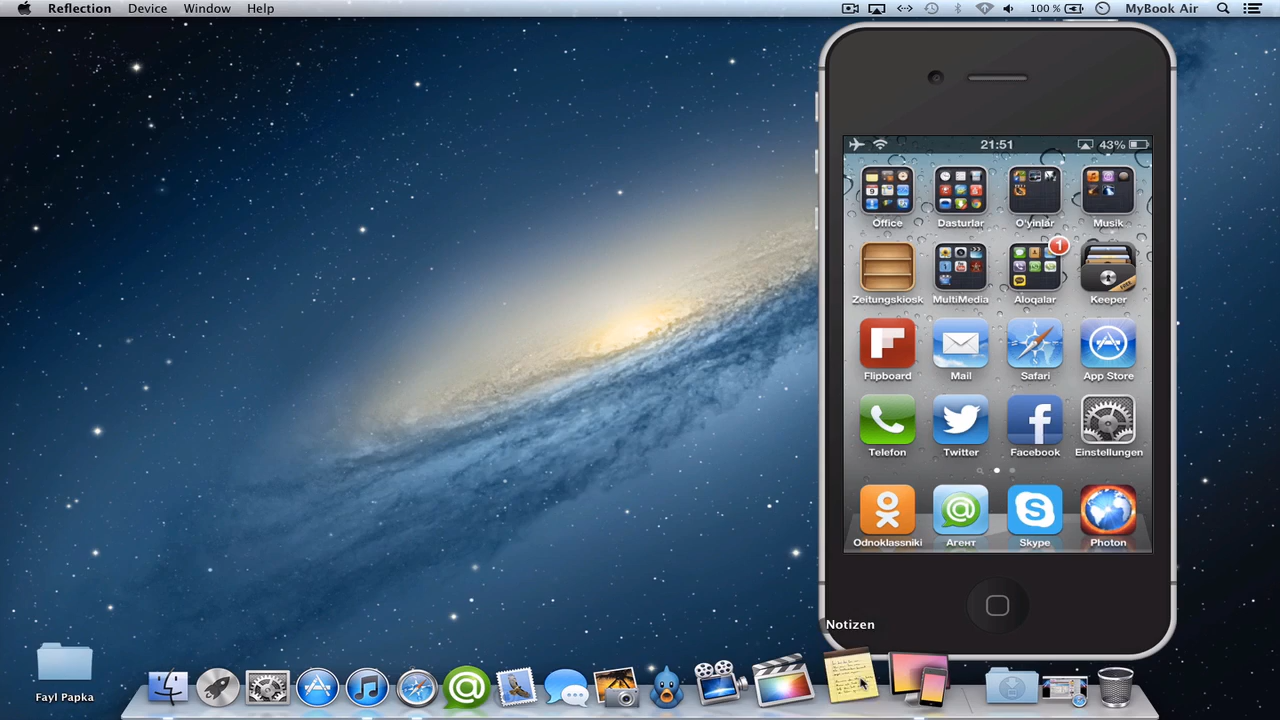 Reflection Device Window Help 100 % MyBook Air
21:51 43%
Office Dasturlar O'yinlar Musik
1
Zeitungskiosk MultiMedia Aloqalar Keeper
Flipboard Mail Safari App Store
Telefon Twitter Facebook Einstellungen
Odnoklassniki Агент Skype Photon
Notizen
Fayl Papka